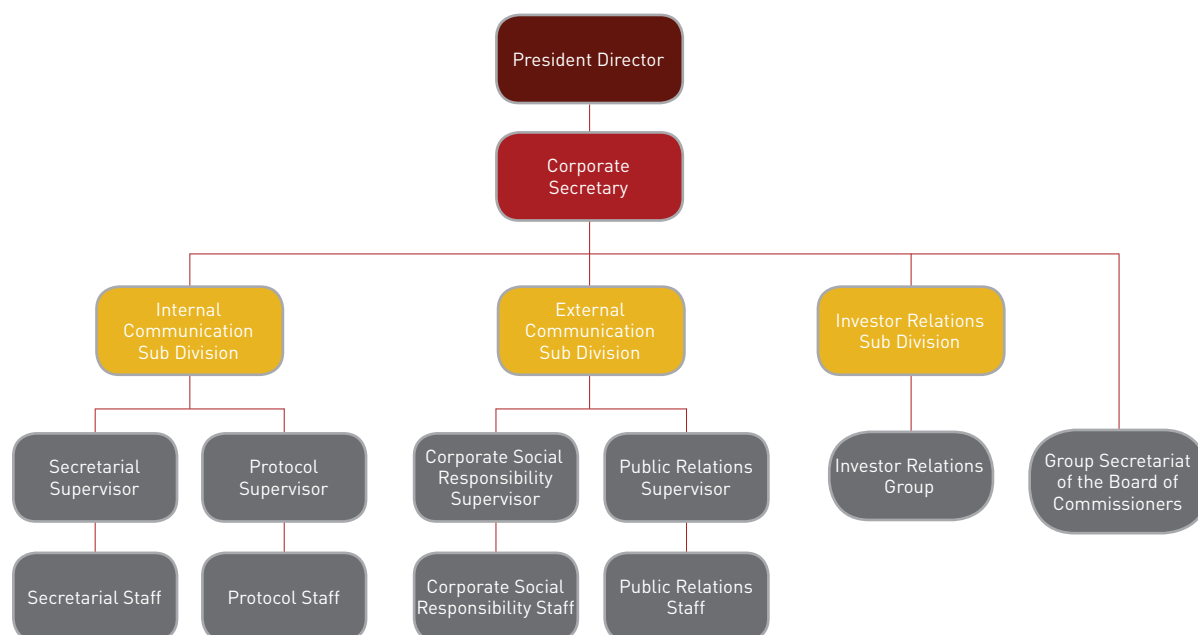 President Director
Corporate
Secretary
Internal
Communication
Sub Division
External
Communication
Sub Division
Investor Relations
Sub Division
Secretarial
Supervisor
Protocol
Supervisor
Corporate Social
Responsibility
Supervisor
Public Relations
Supervisor
Investor Relations
Group
Group Secretariat
of the Board of
Commissioners
Secretarial Staff
Protocol Staff
Corporate Social
Responsibility Staff
Public Relations
Staff